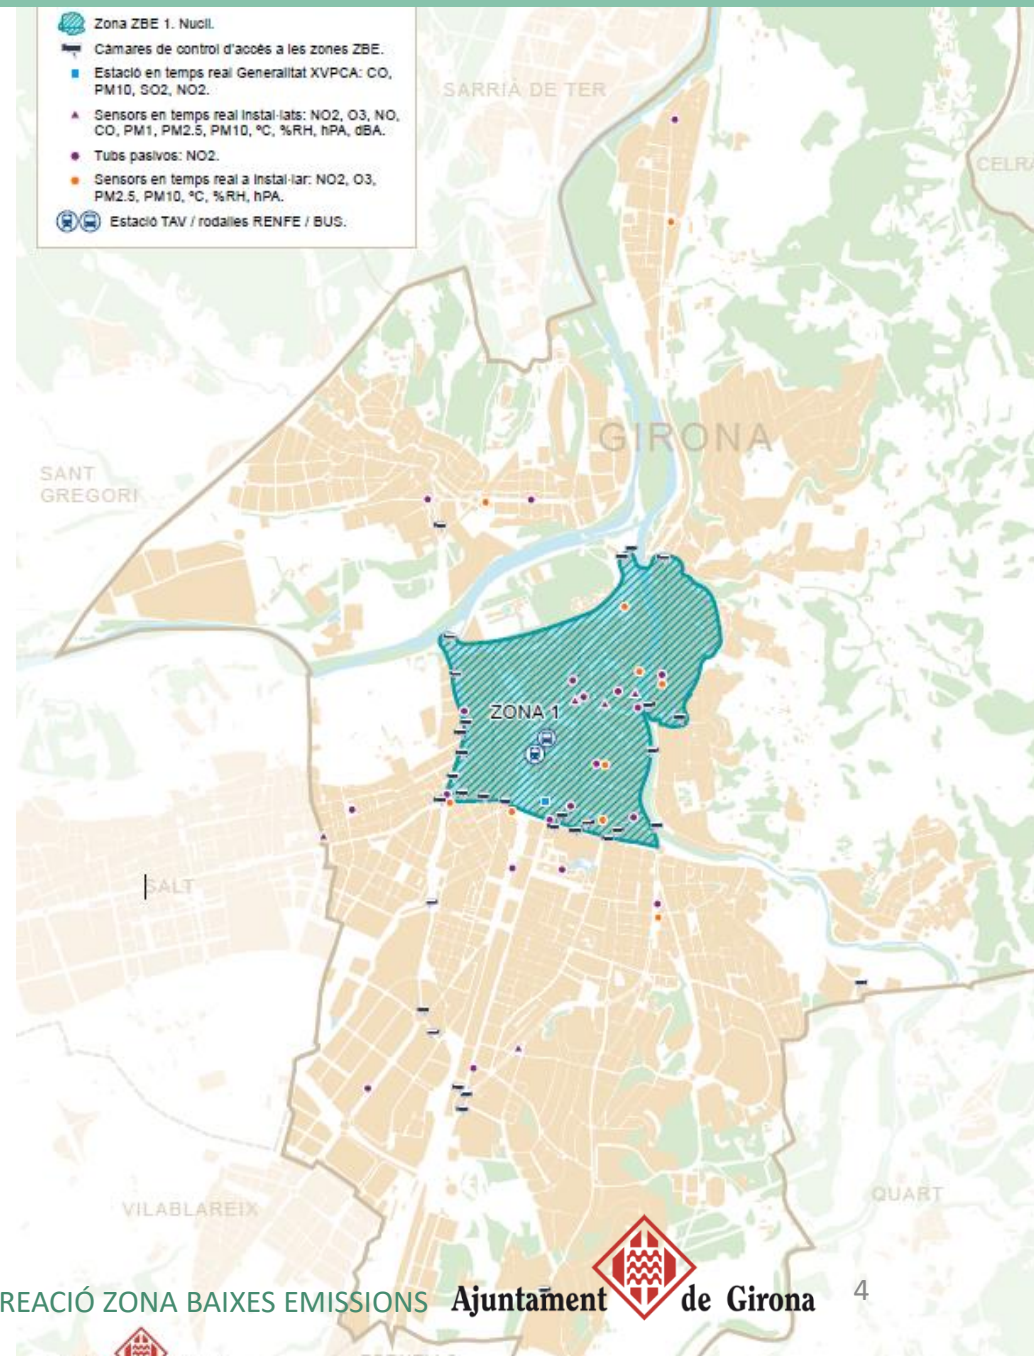 Zona ZBE 1. Nucli.
Càmares de control d'accés a les zones ZBE.
Estació en temps real Generalitat XVPCA: CO,
PM10, SO2, NO2.
Sensors en temps real instal·lats: NO2, O3, NO,
CO, PM1, PM2.5, PM10, ºC, %RH, hPA, dBA.
Tubs pasivos: NO2.
Sensors en temps real a instal·lar: NO2, O3,
PM2.5, PM10, ºC, %RH, hPA.
Estació TAV / rodalies RENFE / BUS.
SARRIÀ DE TER
CELRÀ
GIRONA
SANT
GREGORI
ZONA 1
SALT
VILABLAREIX
QUART
REACIÓ ZONA BAIXES EMISSIONS
Ajuntament de Girona
4